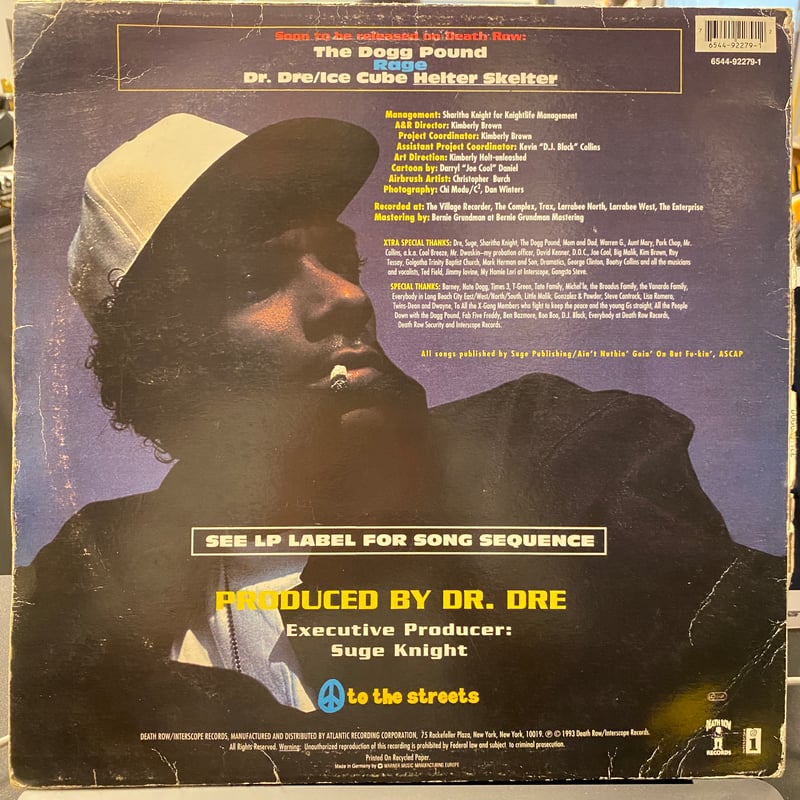 Soon to be released on Death Row:
The Dogg Pound
Rage
Dr. Dre/Ice Cube Helter Skelter
6544-92279-1
6544-92279-1
Management: Sharitha Knight for Knightlife Management
A&R Director: Kimberly Brown
Project Coordinator: Kimberly Brown
Assistant Project Coordinator: Kevin "D.J. Black" Collins
Art Direction: Kimberly Holt-unleashed
Cartoon by: Darryl "Joe Cool" Daniel
Airbrush Artist: Christopher Burch
Photography: Chi Modu/C², Dan Winters
Recorded at: The Village Recorder, The Complex, Trax, Larrabee North, Larrabee West, The Enterprise
Mastering by: Bernie Grundman at Bernie Grundman Mastering
XTRA SPECIAL THANKS: Dre, Suge, Sharitha Knight, The Dogg Pound, Mom and Dad, Warren G., Aunt Mary, Pork Chop, Mr.
Collins, a.k.a. Cool Breeze, Mr. Dweskin–my probation officer, David Kenner, D.O.C., Joe Cool, Big Malik, Kim Brown, Ray
Tessay, Golgotha Trinity Baptist Church, Mark Herman and Son, Dramatics, George Clinton, Bootsy Collins and all the musicians
and vocalists, Ted Field, Jimmy Iovine, My Homie Lori at Interscope, Gangsta Steve.
SPECIAL THANKS: Barney, Nate Dogg, Times 3, T-Green, Tate Family, Michel'le, the Broadus Family, the Vanardo Family,
Everybody in Long Beach City East/West/North/South, Little Malik, Gonzalez & Powder, Steve Cantrock, Lisa Romero,
Twins-Deon and Dwayne, To All the X-Gang Members who fight to keep the peace and the young Gs straight, All the People
Down with the Dogg Pound, Fab Five Freddy, Ben Bazmore, Boo Boo, D.J. Black, Everybody at Death Row Records,
Death Row Security and Interscope Records.
All songs published by Suge Publishing/Ain't Nuthin' Goin' On But Fu-kin', ASCAP
SEE LP LABEL FOR SONG SEQUENCE
PRODUCED BY DR. DRE
Executive Producer:
Suge Knight
to the streets
DEATH ROW/INTERSCOPE RECORDS, MANUFACTURED AND DISTRIBUTED BY ATLANTIC RECORDING CORPORATION, 75 Rockefeller Plaza, New York, New York, 10019. ℗ © 1993 Death Row/Interscope Records.
All Rights Reserved. Warning: Unauthorized reproduction of this recording is prohibited by Federal law and subject to criminal prosecution.
Printed On Recycled Paper.
Made in Germany by WARNER MUSIC MANUFACTURING EUROPE
DEATH ROW
RECORDS
i